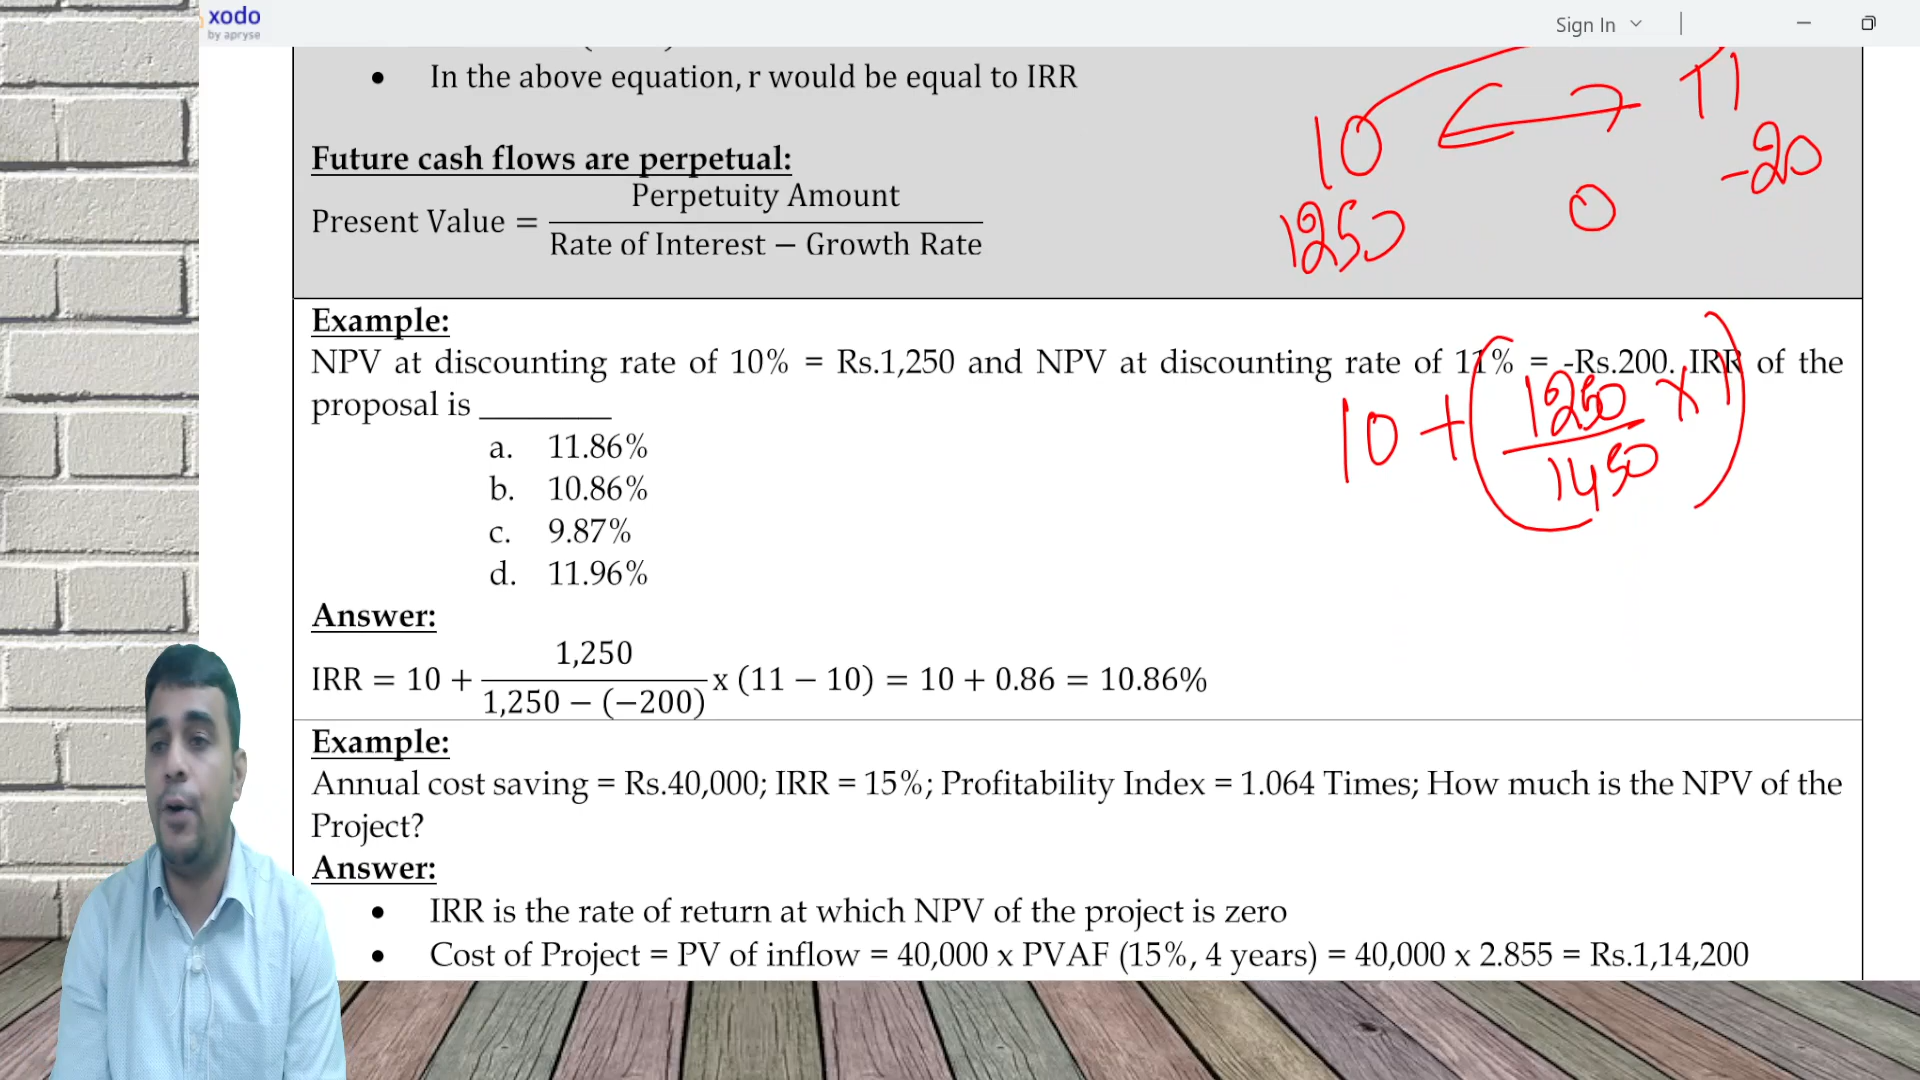 xodo
by apryse
Sign In
• In the above equation, r would be equal to IRR
10 11
-20
1250 0
Future cash flows are perpetual:
Present Value = Perpetuity Amount / Rate of Interest − Growth Rate
Example:
NPV at discounting rate of 10% = Rs.1,250 and NPV at discounting rate of 11% = -Rs.200. IRR of the
proposal is ________
10 + (1250 / 1450 × 1)
a. 11.86%
b. 10.86%
c. 9.87%
d. 11.96%
Answer:
IRR = 10 + 1,250 / 1,250 − (−200) x (11 − 10) = 10 + 0.86 = 10.86%
Example:
Annual cost saving = Rs.40,000; IRR = 15%; Profitability Index = 1.064 Times; How much is the NPV of the
Project?
Answer:
• IRR is the rate of return at which NPV of the project is zero
• Cost of Project = PV of inflow = 40,000 x PVAF (15%, 4 years) = 40,000 x 2.855 = Rs.1,14,200